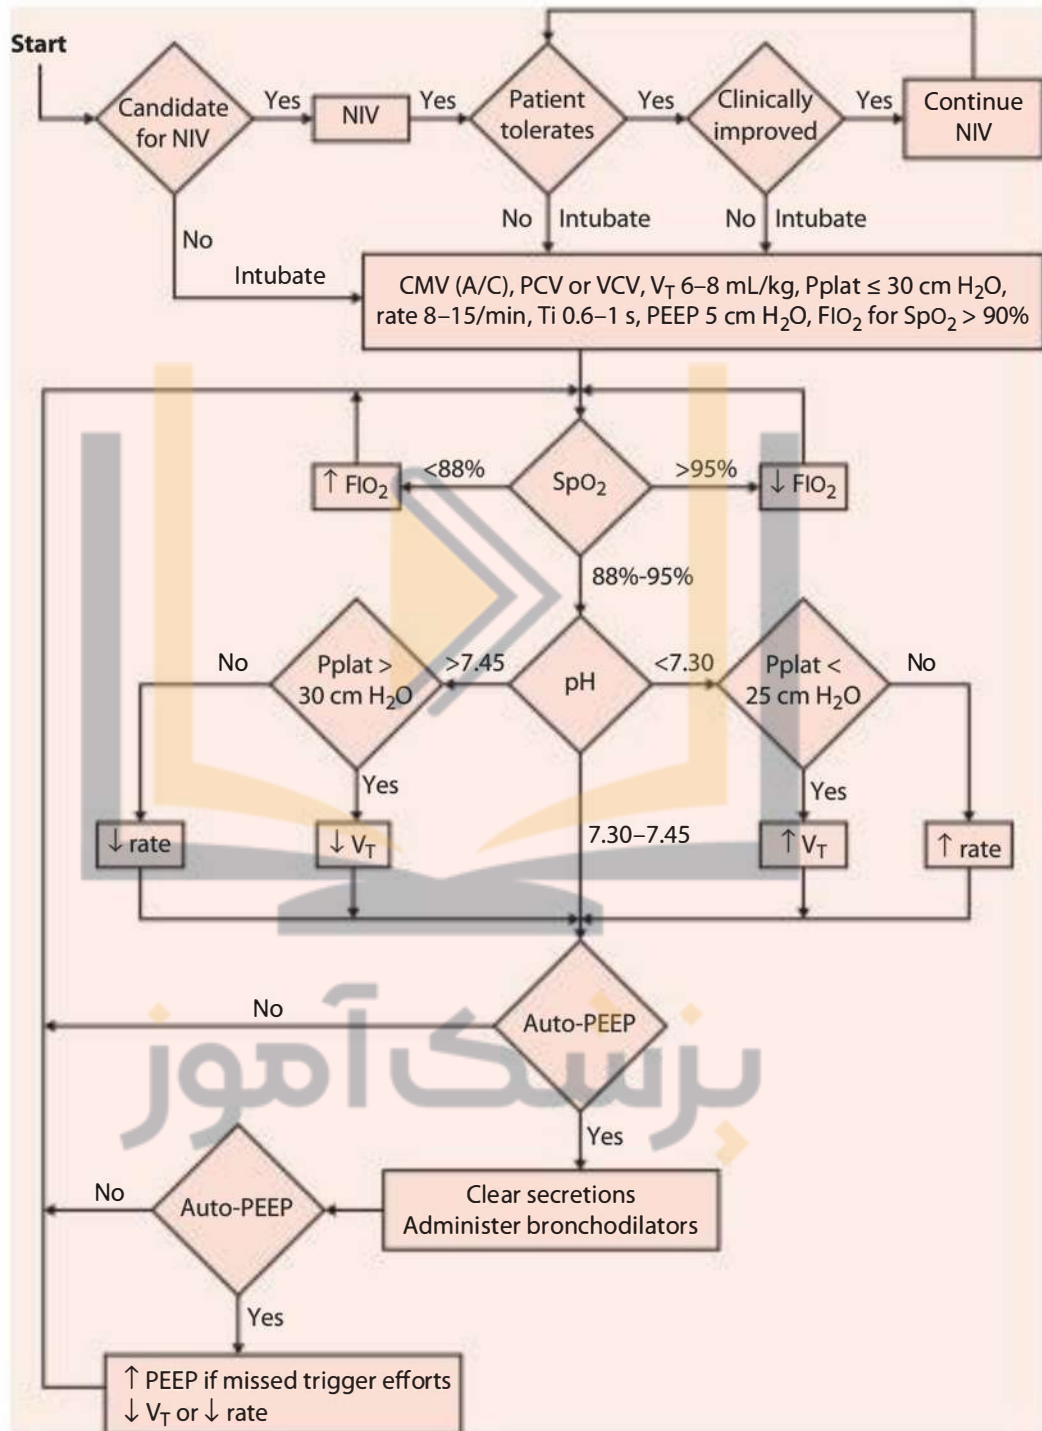 Start
Candidate
for NIV
Yes
NIV
Yes
Patient
tolerates
Yes
Clinically
improved
Yes
Continue
NIV
No
Intubate
No Intubate
No Intubate
CMV (A/C), PCV or VCV, V_T 6–8 mL/kg, Pplat ≤ 30 cm H₂O,
rate 8–15/min, Ti 0.6–1 s, PEEP 5 cm H₂O, FIO₂ for SpO₂ > 90%
↑ FIO₂
<88%
SpO₂
>95%
↓ FIO₂
88%-95%
No
Pplat >
30 cm H₂O
>7.45
pH
<7.30
Pplat <
25 cm H₂O
No
Yes
Yes
↓ rate
↓ V_T
7.30–7.45
↑ V_T
↑ rate
No
Auto-PEEP
پزشک آموز
Yes
No
Auto-PEEP
Clear secretions
Administer bronchodilators
Yes
↑ PEEP if missed trigger efforts
↓ V_T or ↓ rate